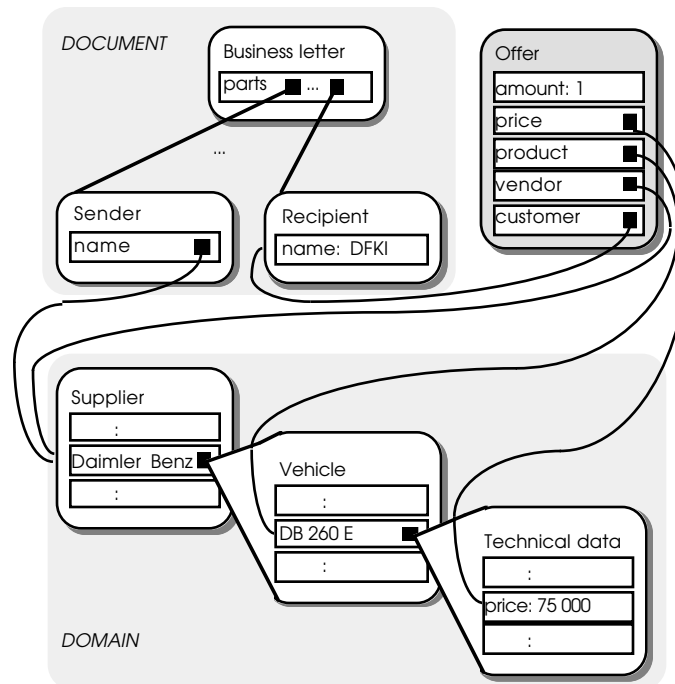 DOCUMENT
Business letter
parts ...
...
Sender
name
Recipient
name: DFKI
Offer
amount: 1
price
product
vendor
customer
Supplier
:
Daimler Benz
:
Vehicle
:
DB 260 E
:
Technical data
:
price: 75 000
:
DOMAIN